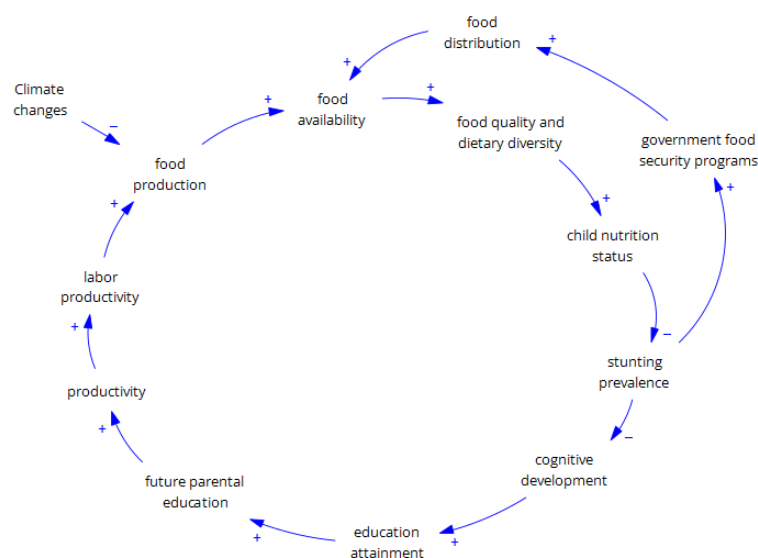 food
distribution
+
+
Climate
changes
−
+
food
availability
+
food quality and
dietary diversity
government food
security programs
+
food
production
+
+
child nutrition
status
labor
productivity
+
−
stunting
prevalence
productivity
+
−
cognitive
development
future parental
education
+
education
attainment
+